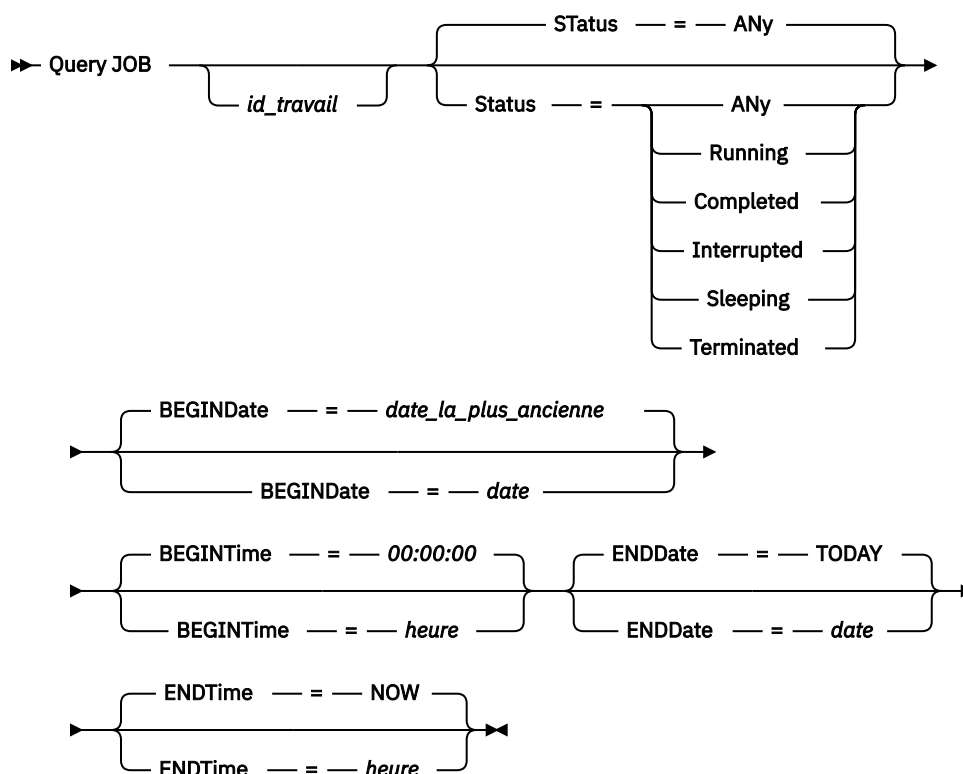 STatus = ANy
Query JOB
id_travail
Status = ANy
Running
Completed
Interrupted
Sleeping
Terminated
BEGINDate = date_la_plus_ancienne
BEGINDate = date
BEGINTime = 00:00:00 ENDDate = TODAY
BEGINTime = heure ENDDate = date
ENDTime = NOW
ENDTime = heure